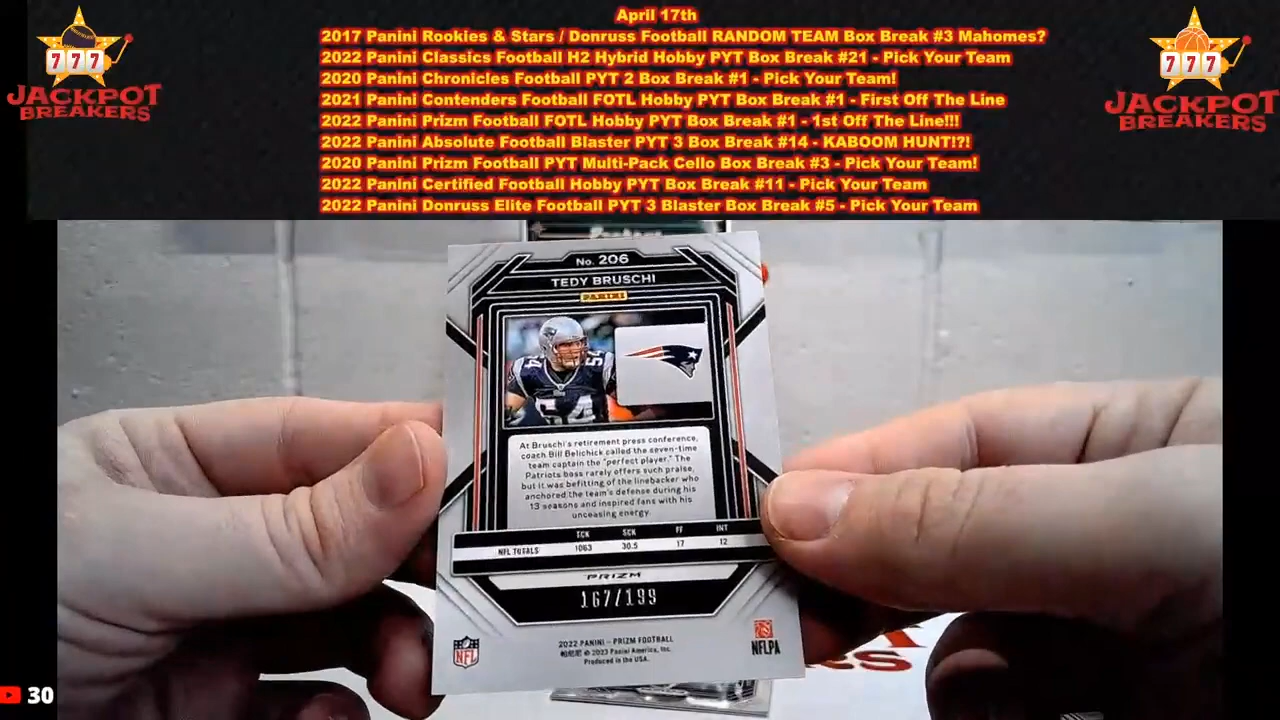 April 17th
2017 Panini Rookies & Stars / Donruss Football RANDOM TEAM Box Break #3 Mahomes?
2022 Panini Classics Football H2 Hybrid Hobby PYT Box Break #21 - Pick Your Team
2020 Panini Chronicles Football PYT 2 Box Break #1 - Pick Your Team!
2021 Panini Contenders Football FOTL Hobby PYT Box Break #1 - First Off The Line
2022 Panini Prizm Football FOTL Hobby PYT Box Break #1 - 1st Off The Line!!!
2022 Panini Absolute Football Blaster PYT 3 Box Break #14 - KABOOM HUNT!?!
2020 Panini Prizm Football PYT Multi-Pack Cello Box Break #3 - Pick Your Team!
2022 Panini Certified Football Hobby PYT Box Break #11 - Pick Your Team
2022 Panini Donruss Elite Football PYT 3 Blaster Box Break #5 - Pick Your Team
777
JACKPOT
BREAKERS
777
JACKPOT
BREAKERS
No. 206
TEDY BRUSCHI
PANINI
54
54
At Bruschi's retirement press conference,
coach Bill Belichick called the seven-time
team captain the "perfect player." The
Patriots boss rarely offers such praise,
but it was befitting of the linebacker who
anchored the team's defense during his
13 seasons and inspired fans with his
unceasing energy.
TCK SCK FF INT
NFL TOTALS 1063 30.5 17 12
PRIZM
167/199
2022 PANINI – PRIZM FOOTBALL
© 2023 Panini America, Inc.
Produced in the USA.
NFL
NFLPA
30